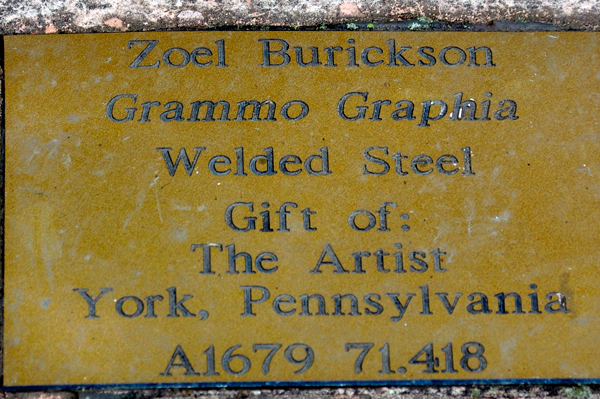 Zoel Burickson
Grammo Graphia
Welded Steel
Gift of:
The Artist
York, Pennsylvania
A1679 71.418